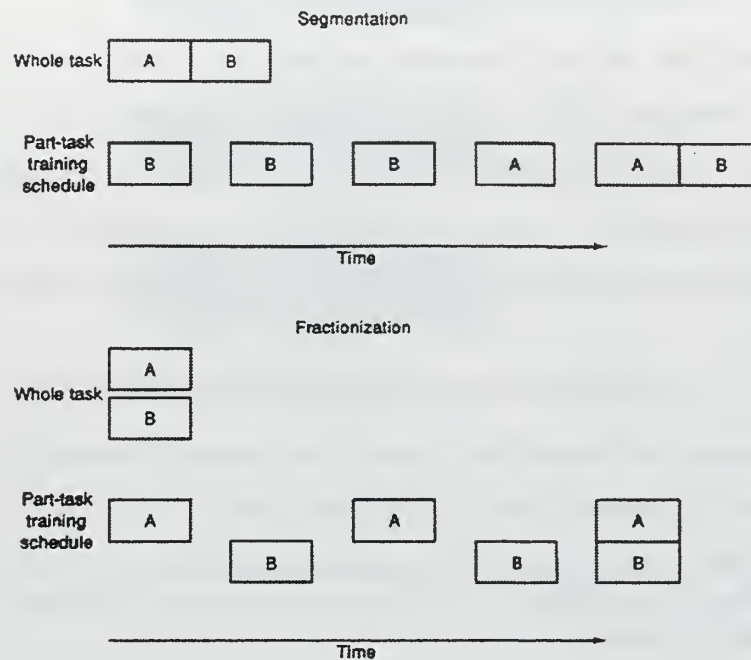 Segmentation
Whole task
A B
Part-task
training
schedule
B B B A A B
Time
Fractionization
Whole task
A
B
Part-task
training
schedule
A A A
B B B
Time